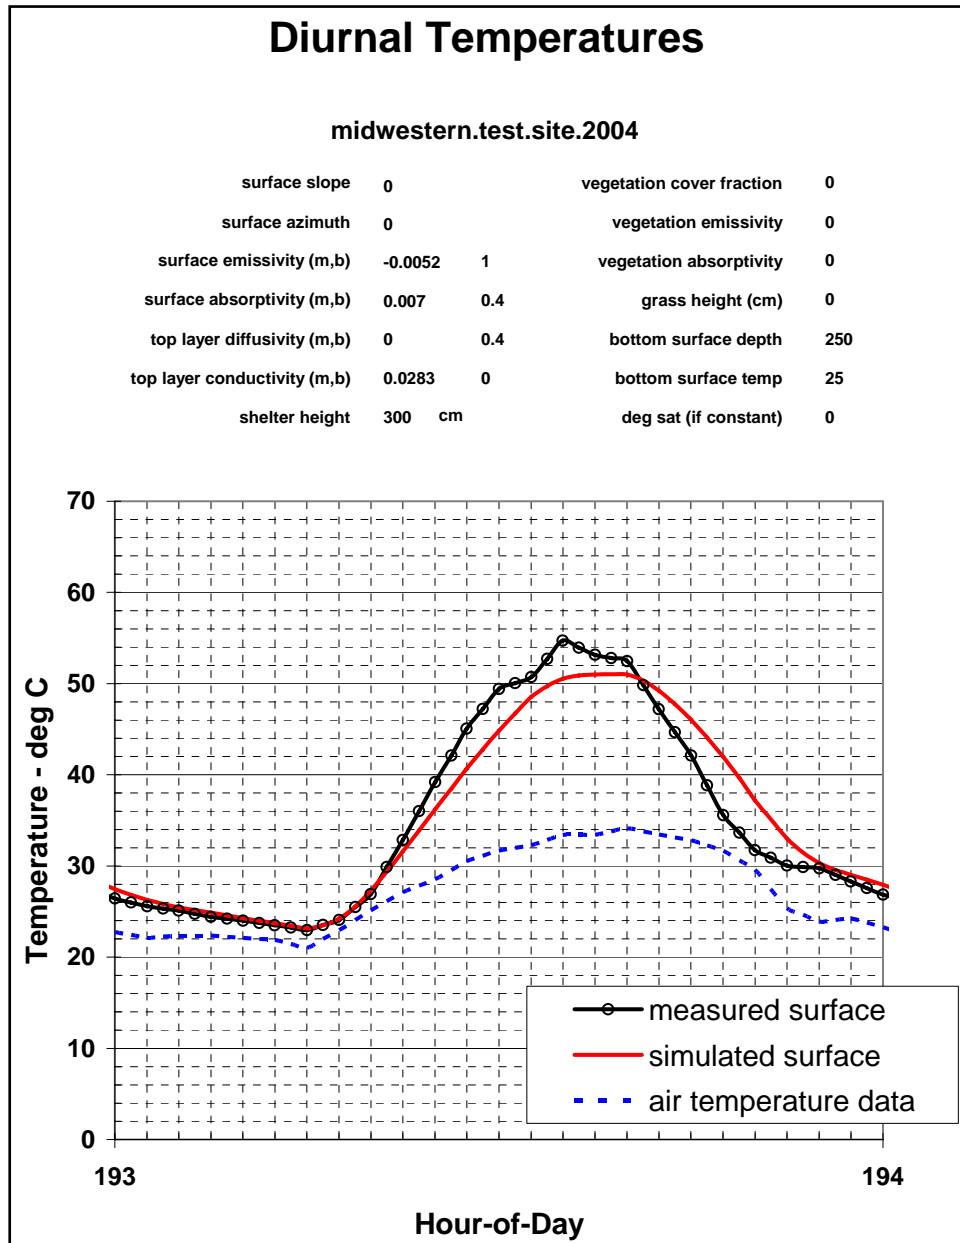 Diurnal Temperatures
midwestern.test.site.2004
surface slope 0 vegetation cover fraction 0
surface azimuth 0 vegetation emissivity 0
surface emissivity (m,b) -0.0052 1 vegetation absorptivity 0
surface absorptivity (m,b) 0.007 0.4 grass height (cm) 0
top layer diffusivity (m,b) 0 0.4 bottom surface depth 250
top layer conductivity (m,b) 0.0283 0 bottom surface temp 25
shelter height 300 cm deg sat (if constant) 0
Temperature - deg C
70
60
50
40
30
20
10
0
measured surface
simulated surface
air temperature data
193 194
Hour-of-Day